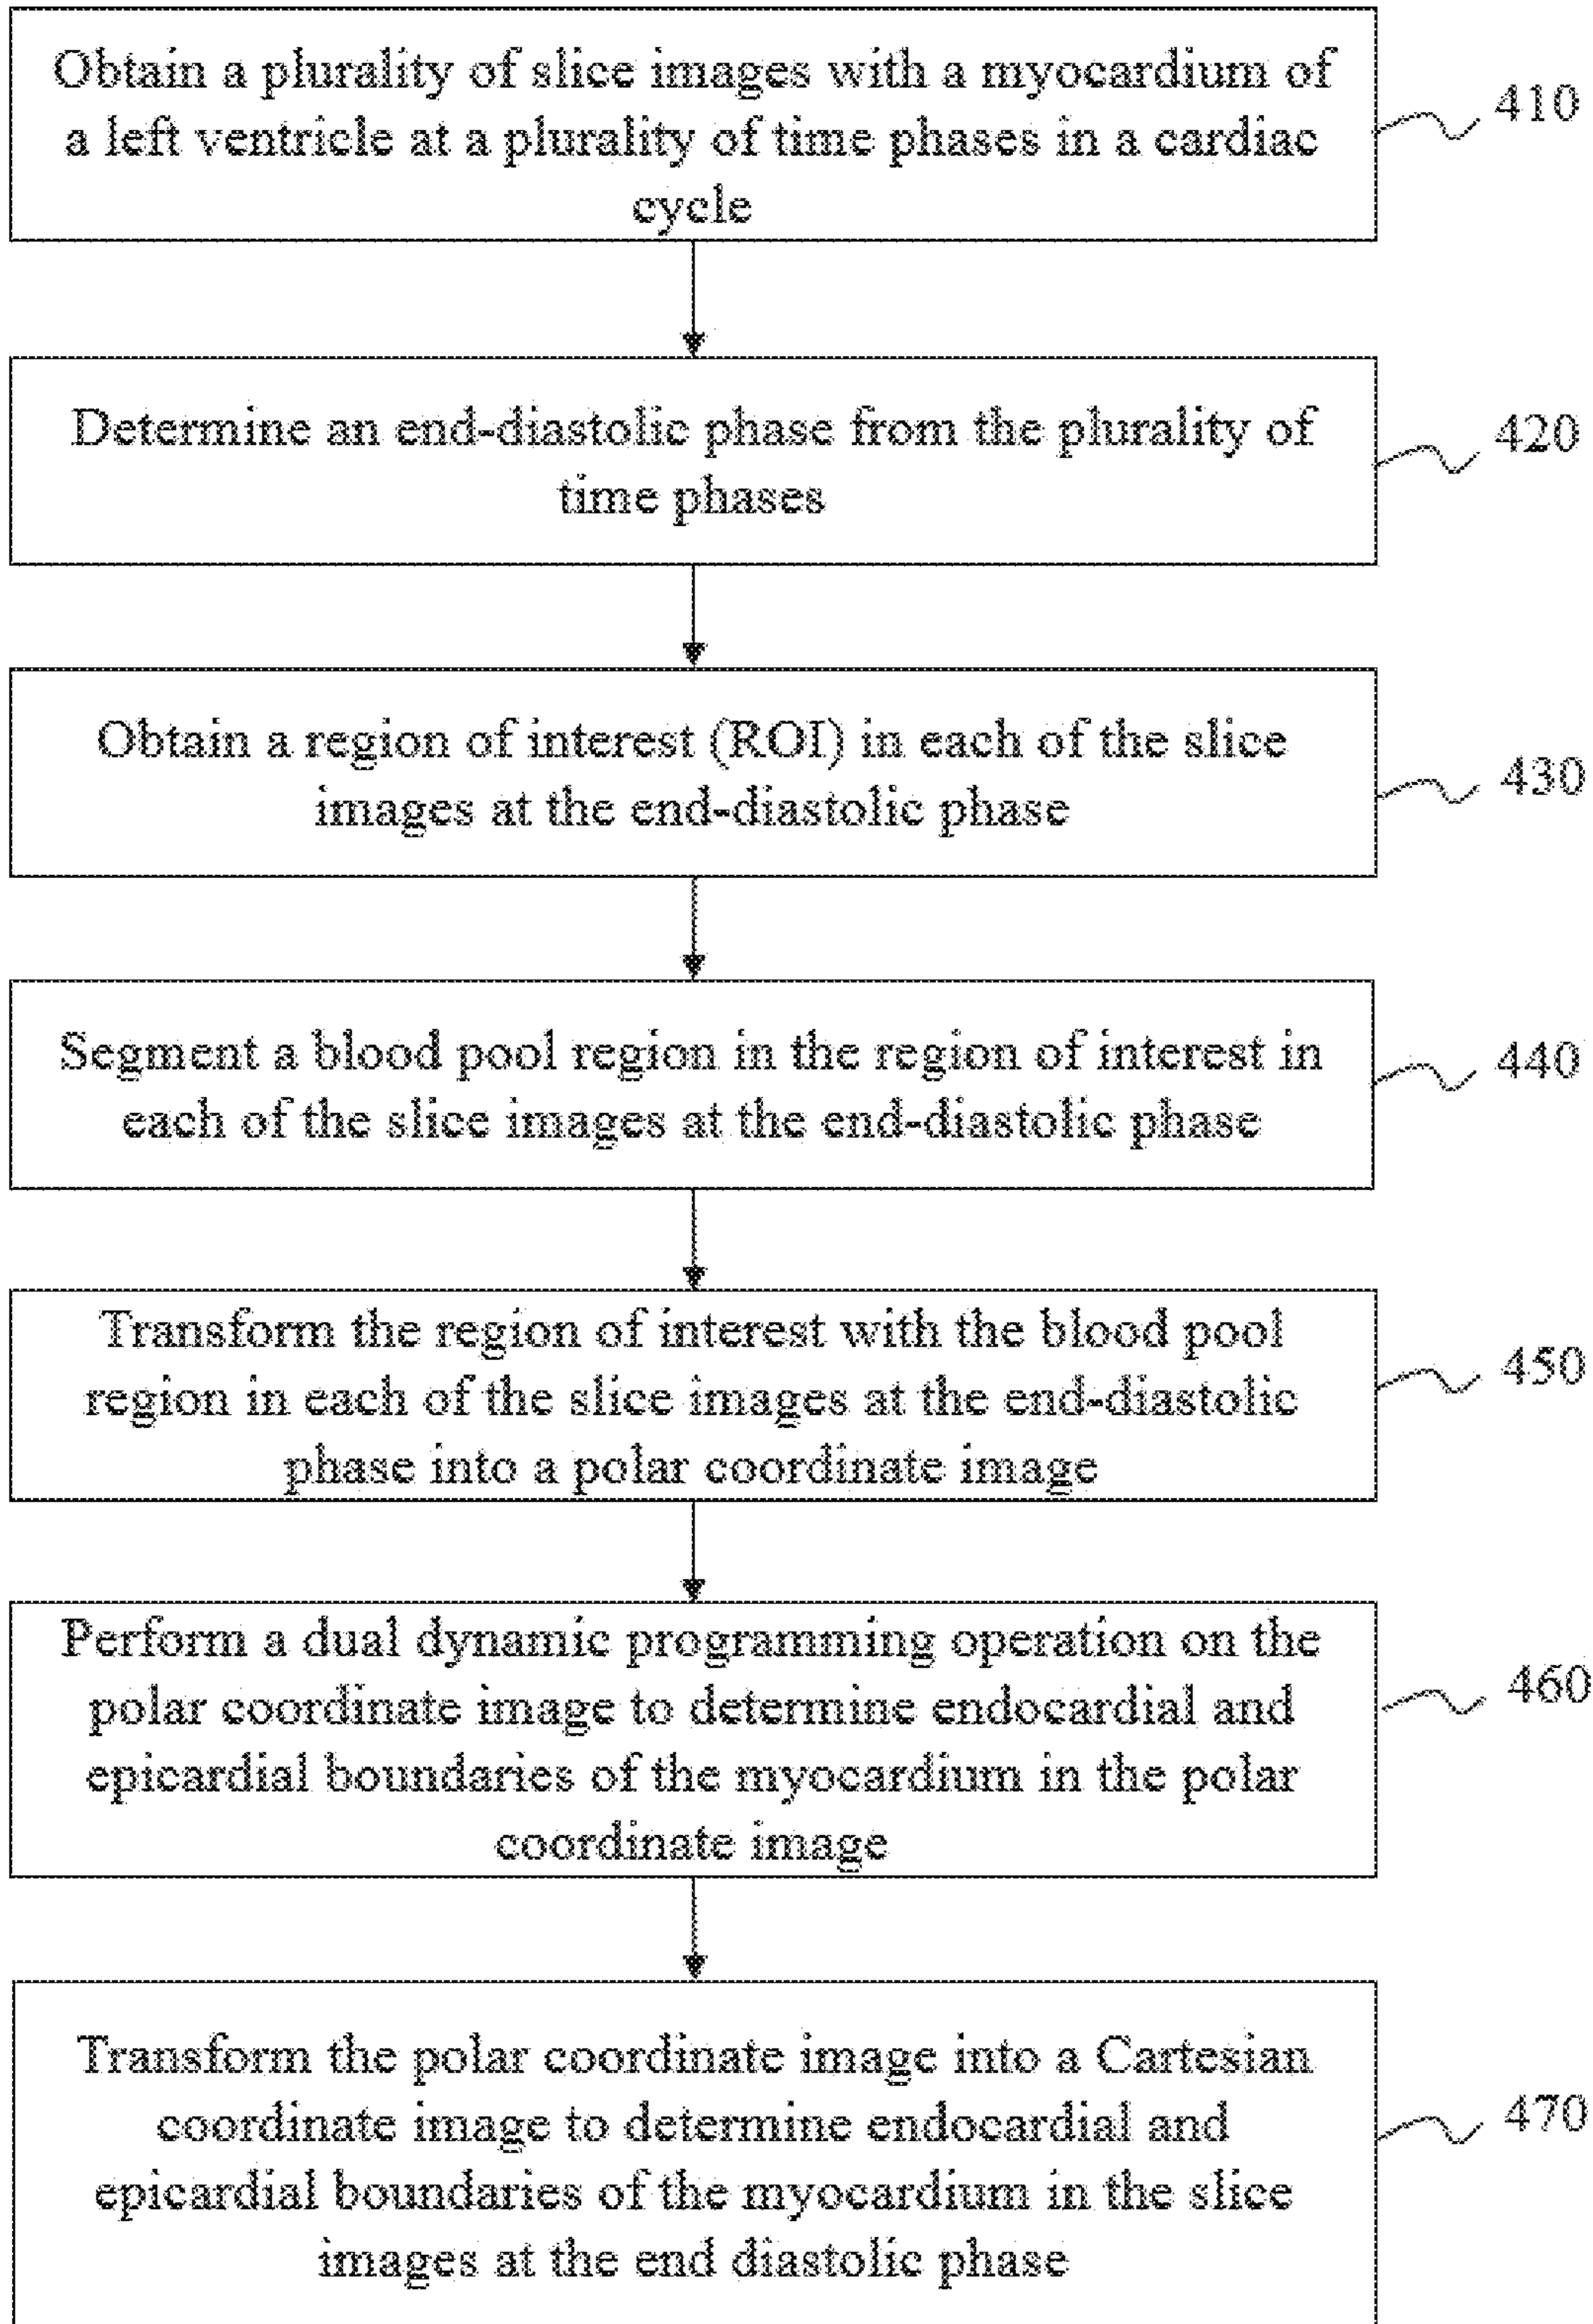 Obtain a plurality of slice images with a myocardium of
a left ventricle at a plurality of time phases in a cardiac
cycle
410
Determine an end-diastolic phase from the plurality of
time phases
420
Obtain a region of interest (ROI) in each of the slice
images at the end-diastolic phase
430
Segment a blood pool region in the region of interest in
each of the slice images at the end-diastolic phase
440
Transform the region of interest with the blood pool
region in each of the slice images at the end-diastolic
phase into a polar coordinate image
450
Perform a dual dynamic programming operation on the
polar coordinate image to determine endocardial and
epicardial boundaries of the myocardium in the polar
coordinate image
460
Transform the polar coordinate image into a Cartesian
coordinate image to determine endocardial and
epicardial boundaries of the myocardium in the slice
images at the end diastolic phase
470